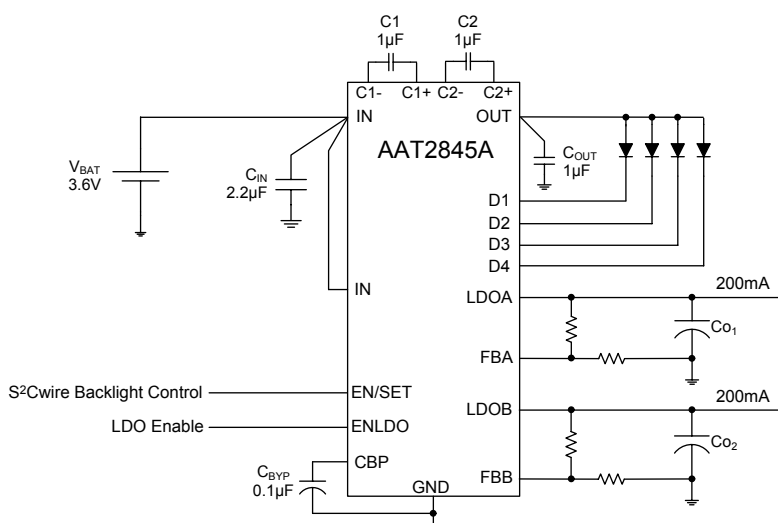 C1
1µF
C2
1µF
C1-
C1+
C2-
C2+
IN
OUT
AAT2845A
V_BAT
3.6V
C_IN
2.2µF
C_OUT
1µF
D1
D2
D3
D4
IN
LDOA
200mA
Co₁
FBA
S²Cwire Backlight Control
EN/SET
LDOB
200mA
LDO Enable
ENLDO
Co₂
CBP
C_BYP
0.1µF
FBB
GND